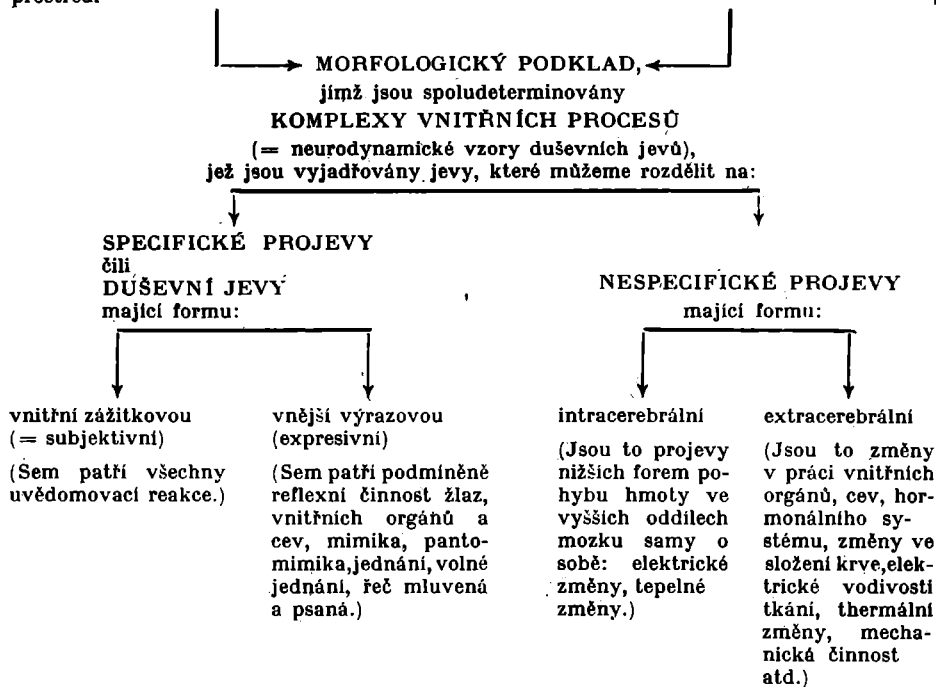 prostředí
MORFOLOGICKÝ PODKLAD,
jímž jsou spoludeterminovány
KOMPLEXY VNITŘNÍCH PROCESŮ
(= neurodynamické vzory duševních jevů),
jež jsou vyjadřovány jevy, které můžeme rozdělit na:
SPECIFICKÉ PROJEVY
čili
DUŠEVNÍ JEVY
mající formu:
NESPECIFICKÉ PROJEVY
mající formu:
vnitřní zážitkovou
(= subjektivní)
(Sem patří všechny
uvědomovací reakce.)
vnější výrazovou
(expresivní)
(Sem patří podmíněně
reflexní činnost žlaz,
vnitřních orgánů a
cev, mimika, panto-
mimika,jednání, volné
jednání, řeč mluvená
a psaná.)
intracerebrální
(Jsou to projevy
nižších forem po-
hybu hmoty ve
vyšších oddílech
mozku samy o
sobě: elektrické
změny, tepelné
změny.)
extracerebrální
(Jsou to změny
v práci vnitřních
orgánů, cev, hor-
monálního sy-
stému, změny ve
složení krve,elek-
trické vodivosti
tkání, thermální
změny, mecha-
nická činnost
atd.)